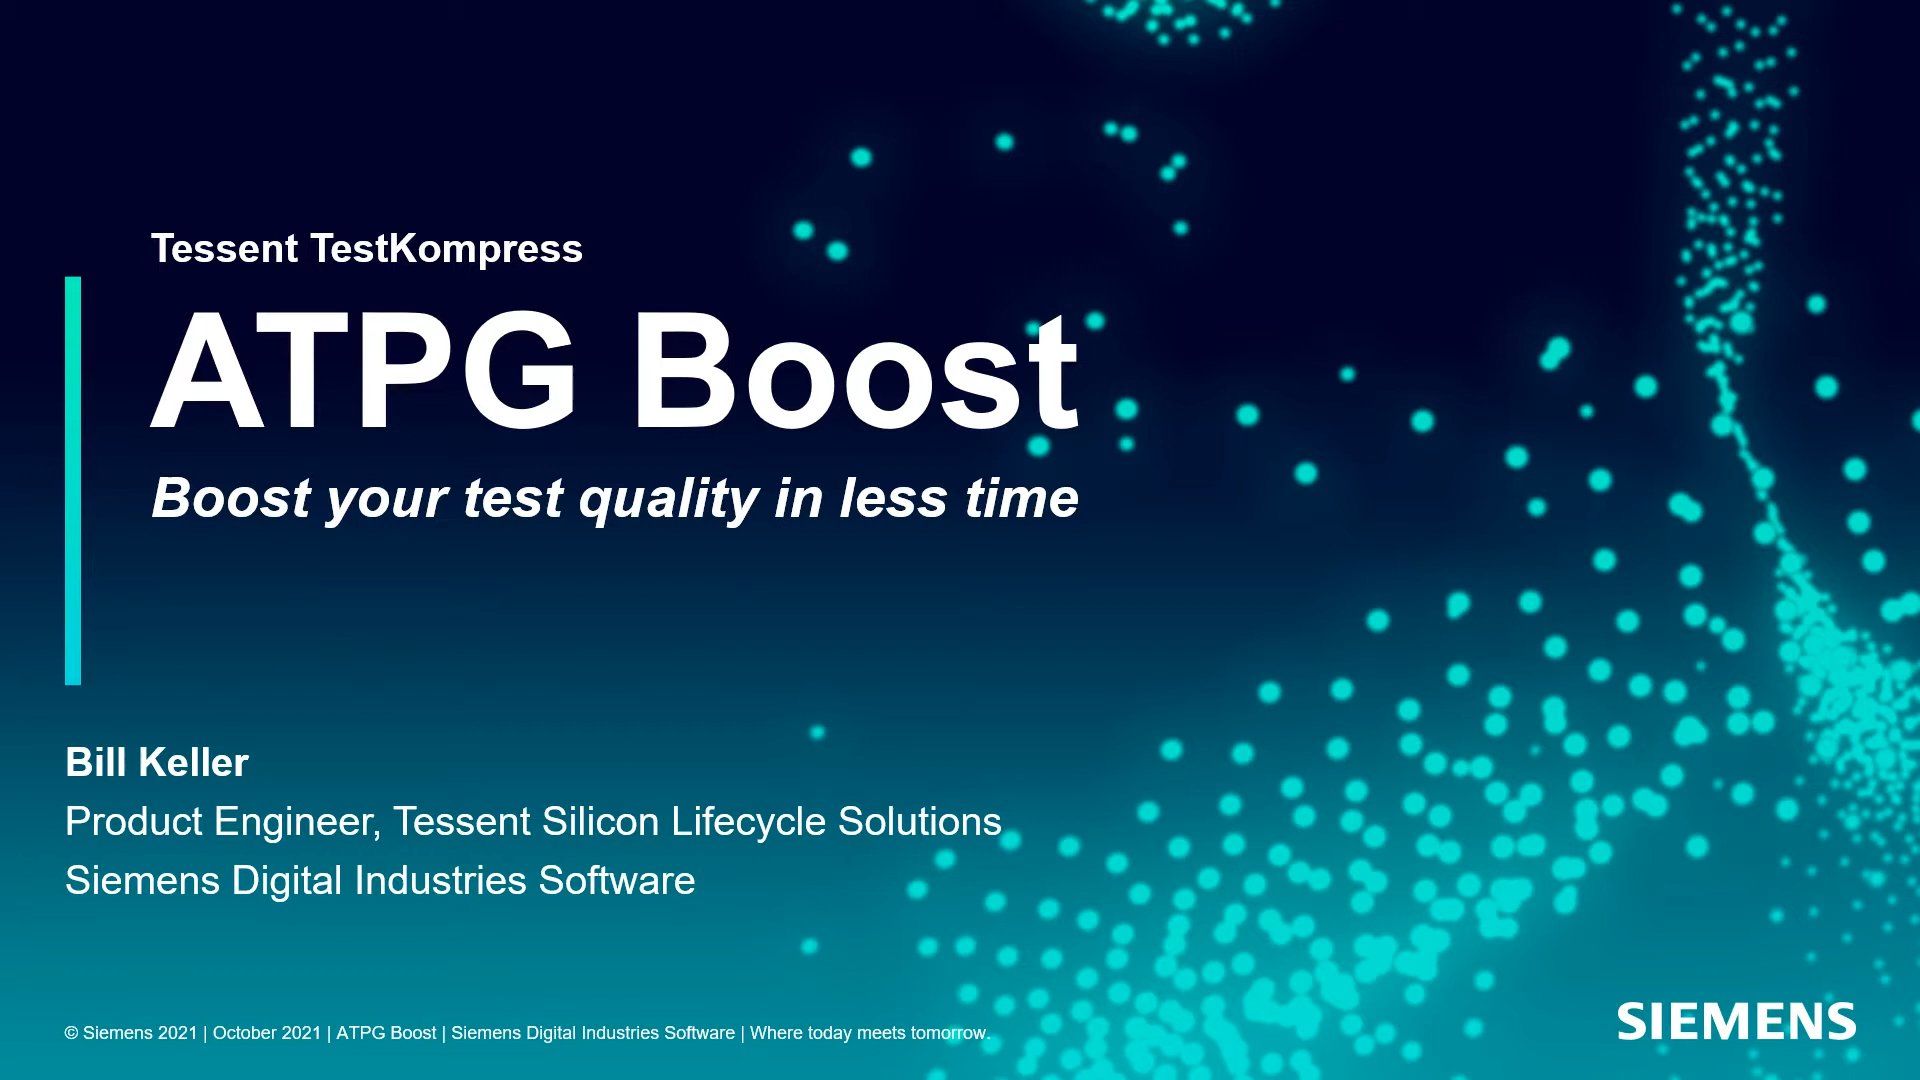 Tessent TestKompress
ATPG Boost
Boost your test quality in less time
Bill Keller
Product Engineer, Tessent Silicon Lifecycle Solutions
Siemens Digital Industries Software
© Siemens 2021 | October 2021 | ATPG Boost | Siemens Digital Industries Software | Where today meets tomorrow.
SIEMENS